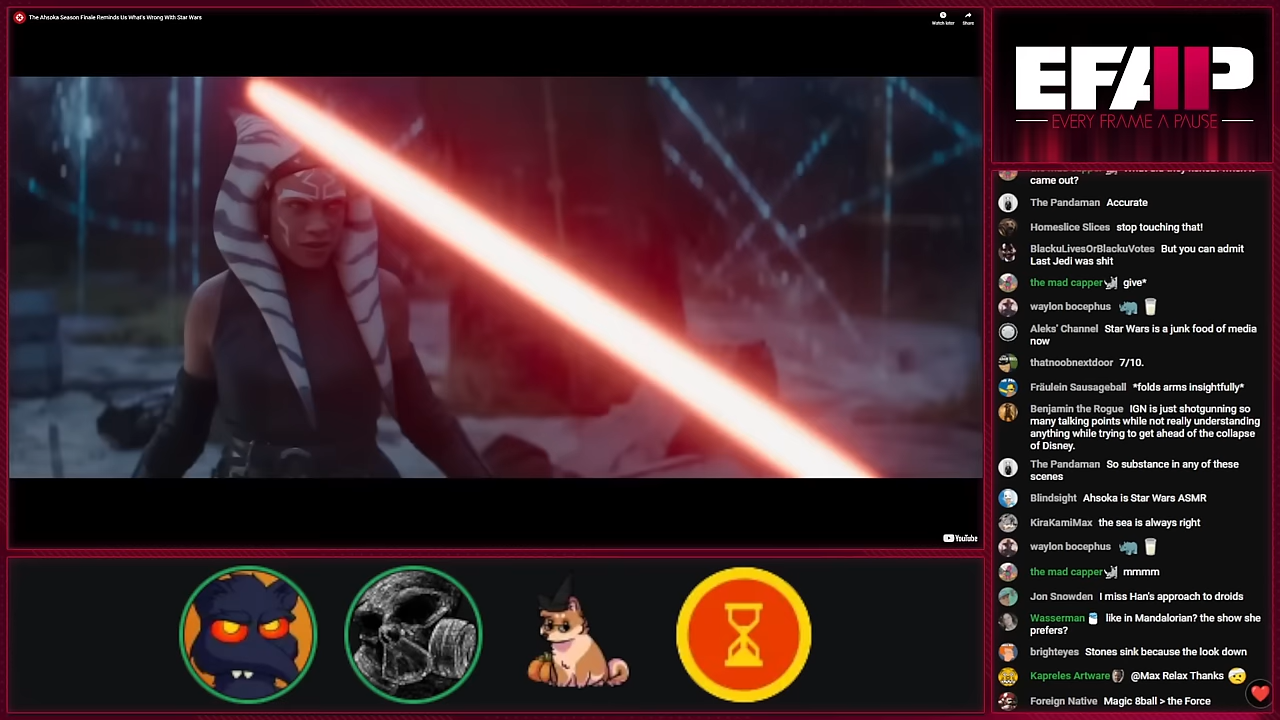 The Ahsoka Season Finale Reminds Us What's Wrong With Star Wars
Watch later
Share
YouTube
EFAP
EVERY FRAME A PAUSE
came out?
The Pandaman Accurate
Homeslice Slices stop touching that!
BlackuLivesOrBlackuVotes But you can admit
Last Jedi was shit
the mad capper give*
waylon bocephus
Aleks' Channel Star Wars is a junk food of media
now
thatnoobnextdoor 7/10.
Fräulein Sausageball *folds arms insightfully*
Benjamin the Rogue IGN is just shotgunning so
many talking points while not really understanding
anything while trying to get ahead of the collapse
of Disney.
The Pandaman So substance in any of these
scenes
Blindsight Ahsoka is Star Wars ASMR
KiraKamiMax the sea is always right
waylon bocephus
the mad capper mmmm
Jon Snowden I miss Han's approach to droids
Wasserman like in Mandalorian? the show she
prefers?
brighteyes Stones sink because the look down
Kapreles Artware @Max Relax Thanks
Foreign Native Magic 8ball > the Force